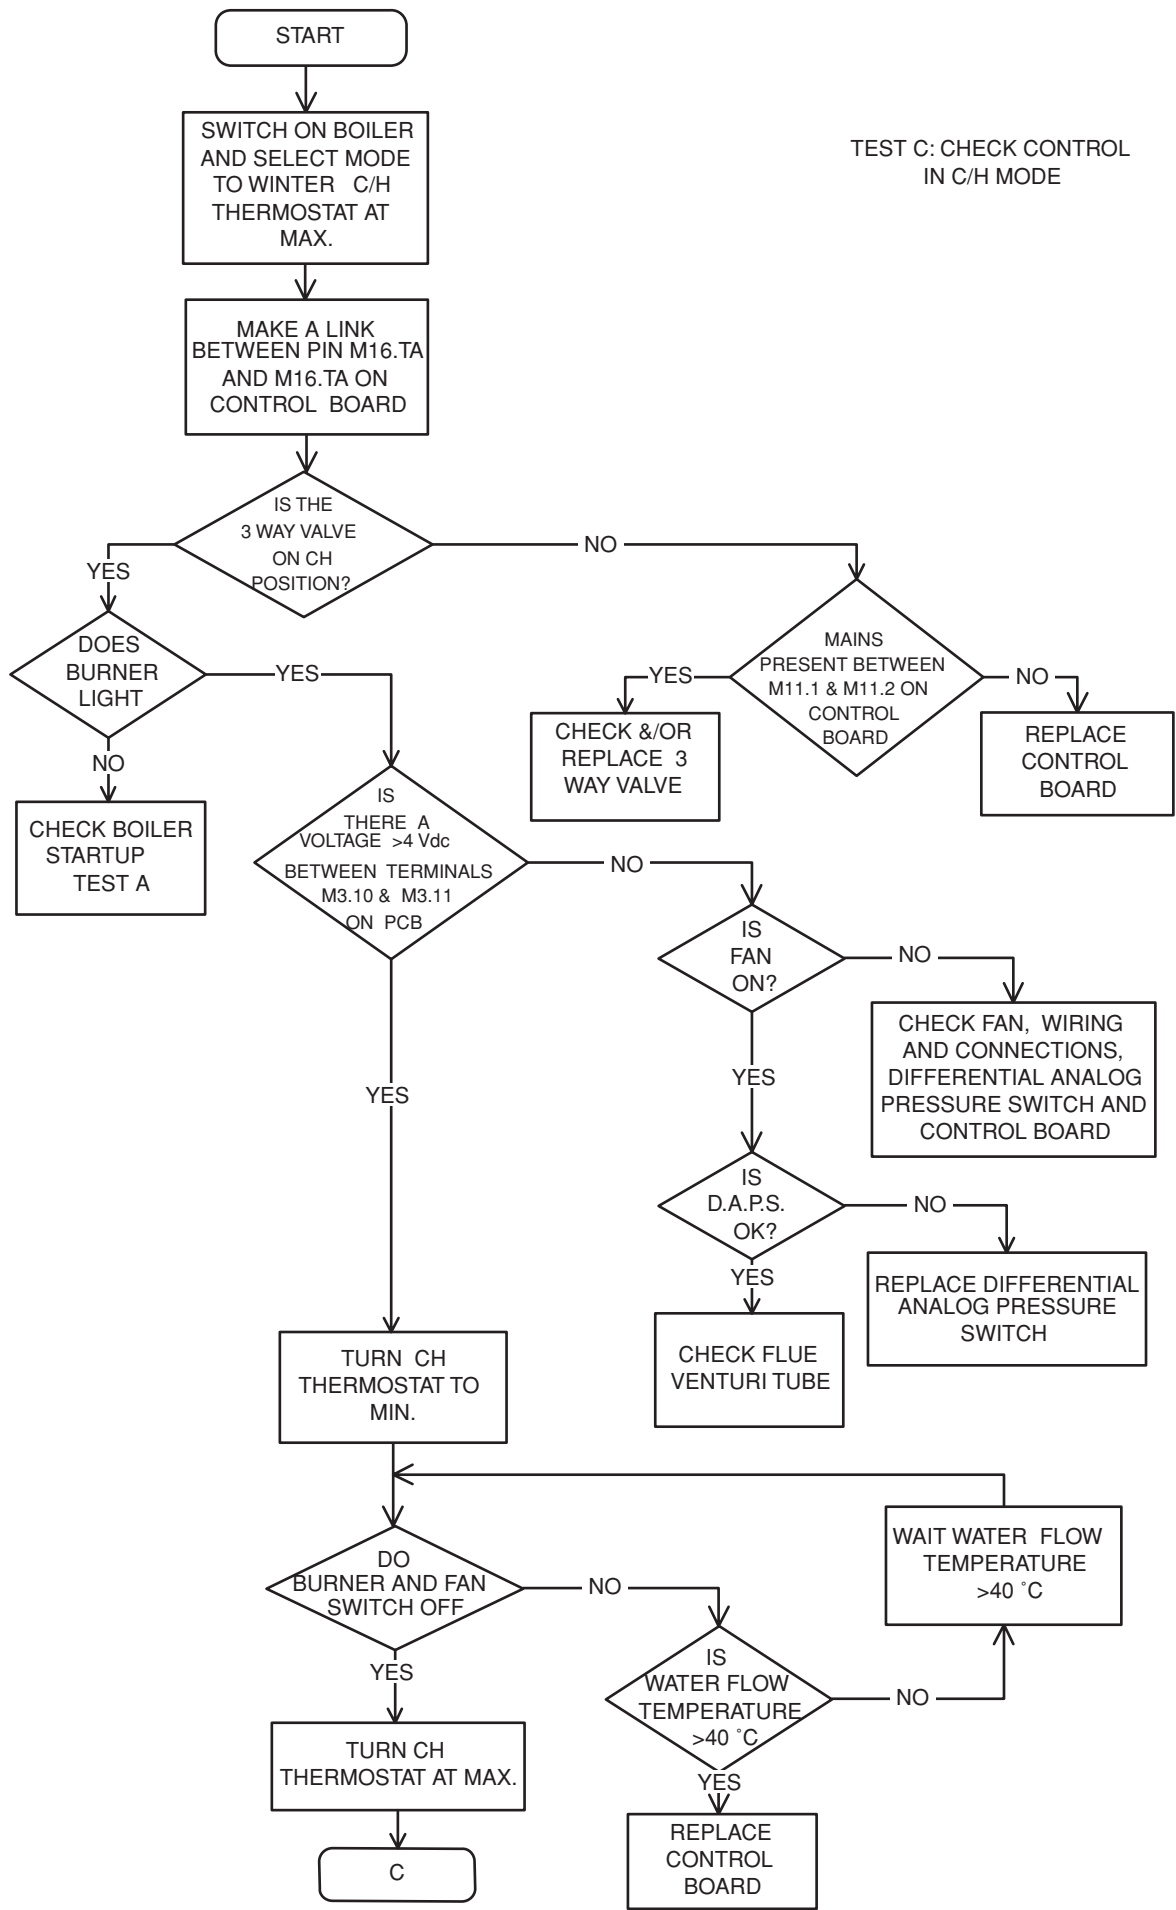 START
SWITCH ON BOILER
AND SELECT MODE
TO WINTER C/H
THERMOSTAT AT
MAX.
TEST C: CHECK CONTROL
IN C/H MODE
MAKE A LINK
BETWEEN PIN M16.TA
AND M16.TA ON
CONTROL BOARD
IS THE
3 WAY VALVE
ON CH
POSITION?
NO
YES
DOES
BURNER
LIGHT
YES
NO
CHECK BOILER
STARTUP
TEST A
MAINS
PRESENT BETWEEN
M11.1 & M11.2 ON
CONTROL
BOARD
YES
NO
CHECK &/OR
REPLACE 3
WAY VALVE
REPLACE
CONTROL
BOARD
IS
THERE A
VOLTAGE >4 Vdc
BETWEEN TERMINALS
M3.10 & M3.11
ON PCB
NO
YES
IS
FAN
ON?
NO
YES
CHECK FAN, WIRING
AND CONNECTIONS,
DIFFERENTIAL ANALOG
PRESSURE SWITCH AND
CONTROL BOARD
IS
D.A.P.S.
OK?
NO
YES
REPLACE DIFFERENTIAL
ANALOG PRESSURE
SWITCH
CHECK FLUE
VENTURI TUBE
TURN CH
THERMOSTAT TO
MIN.
DO
BURNER AND FAN
SWITCH OFF
NO
YES
WAIT WATER FLOW
TEMPERATURE
>40 ˚C
IS
WATER FLOW
TEMPERATURE
>40 ˚C
NO
YES
TURN CH
THERMOSTAT AT MAX.
C
REPLACE
CONTROL
BOARD